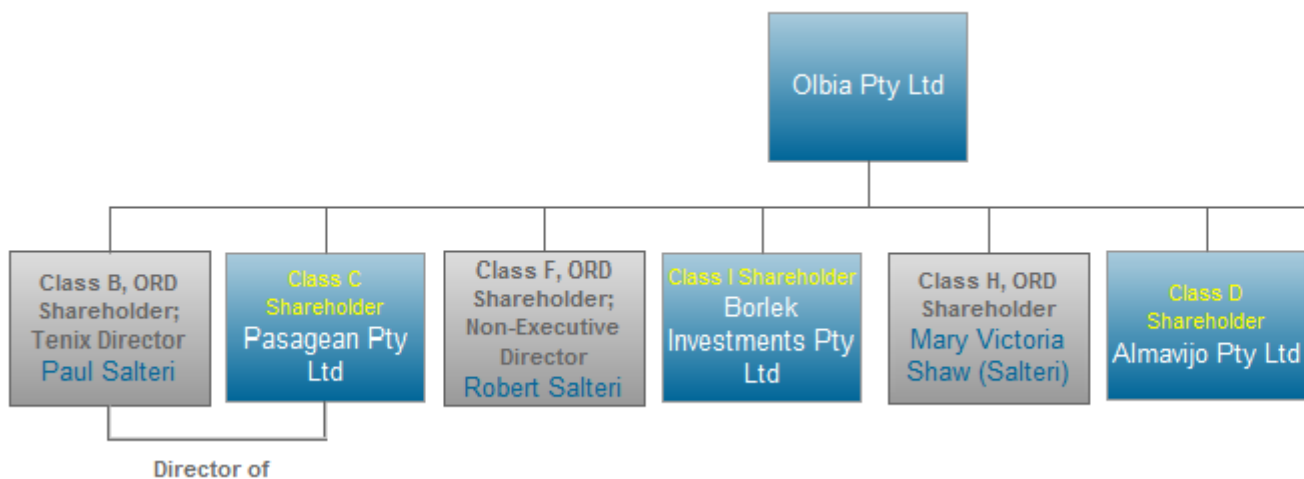 Olbia Pty Ltd
Class B, ORD
Shareholder;
Tenix Director
Paul Salteri
Class C
Shareholder
Pasagean Pty
Ltd
Class F, ORD
Shareholder;
Non-Executive
Director
Robert Salteri
Class I Shareholder
Borlek
Investments Pty
Ltd
Class H, ORD
Shareholder
Mary Victoria
Shaw (Salteri)
Class D
Shareholder
Almavijo Pty Ltd
Director of